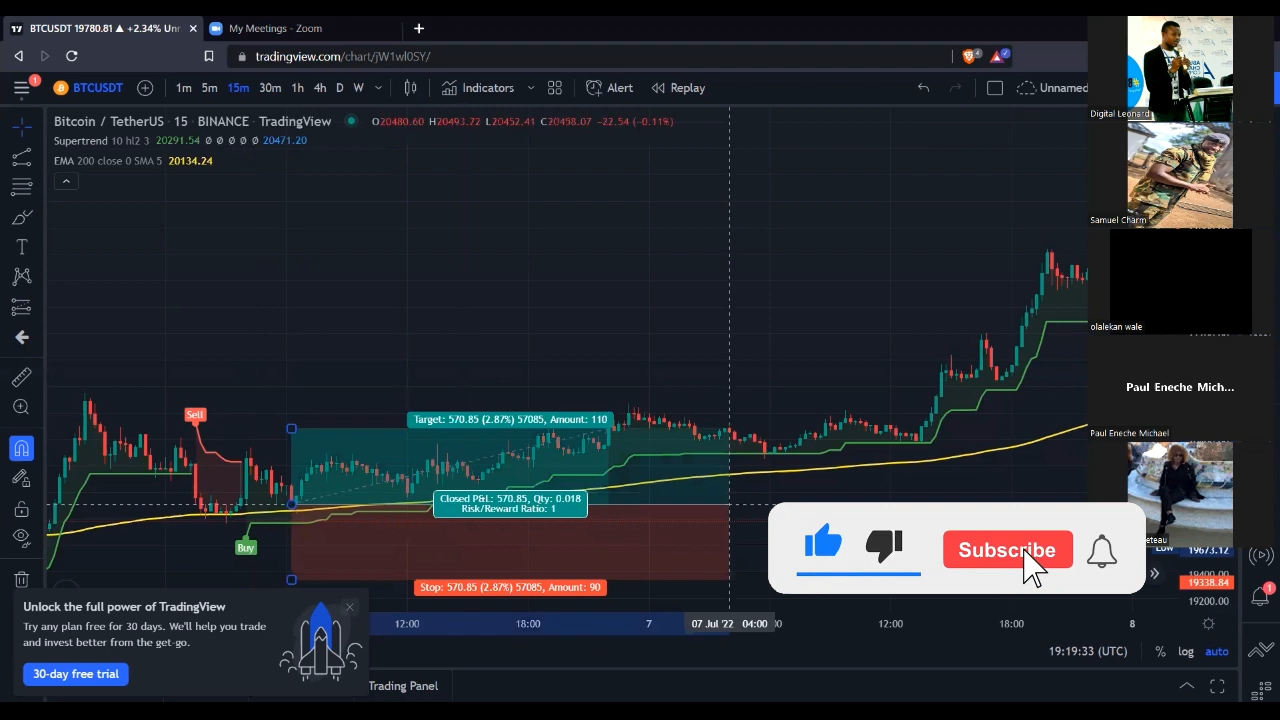 BTCUSDT 19780.81 ▲ +2.34% Unr
My Meetings - Zoom
tradingview.com/chart/jW1wl0SY/
4
1
BTCUSDT
1m 5m 15m 30m 1h 4h D W
Indicators
Alert
Replay
Unnamed
Bitcoin / TetherUS · 15 · BINANCE · TradingView
O20480.60 H20493.72 L20452.41 C20458.07 −22.54 (−0.11%)
Supertrend 10 hl2 3 20291.54 ∅ ∅ ∅ ∅ ∅ 20471.20
EMA 200 close 0 SMA 5 20134.24
Digital Leonard
Samuel Charm
olalekan wale
Paul Eneche Mich...
Paul Eneche Michael
eteau
Sell
Buy
Target: 570.85 (2.87%) 57085, Amount: 110
Closed P&L: 570.85, Qty: 0.018
Risk/Reward Ratio: 1
Stop: 570.85 (2.87%) 57085, Amount: 90
Subscribe
Low 19673.12
19400.00
19338.84
19200.00
1
12:00 18:00 7 07 Jul '22 04:00 12:00 18:00 8
19:19:33 (UTC) % log auto
Unlock the full power of TradingView
Try any plan free for 30 days. We'll help you trade
and invest better from the get-go.
30-day free trial
Trading Panel